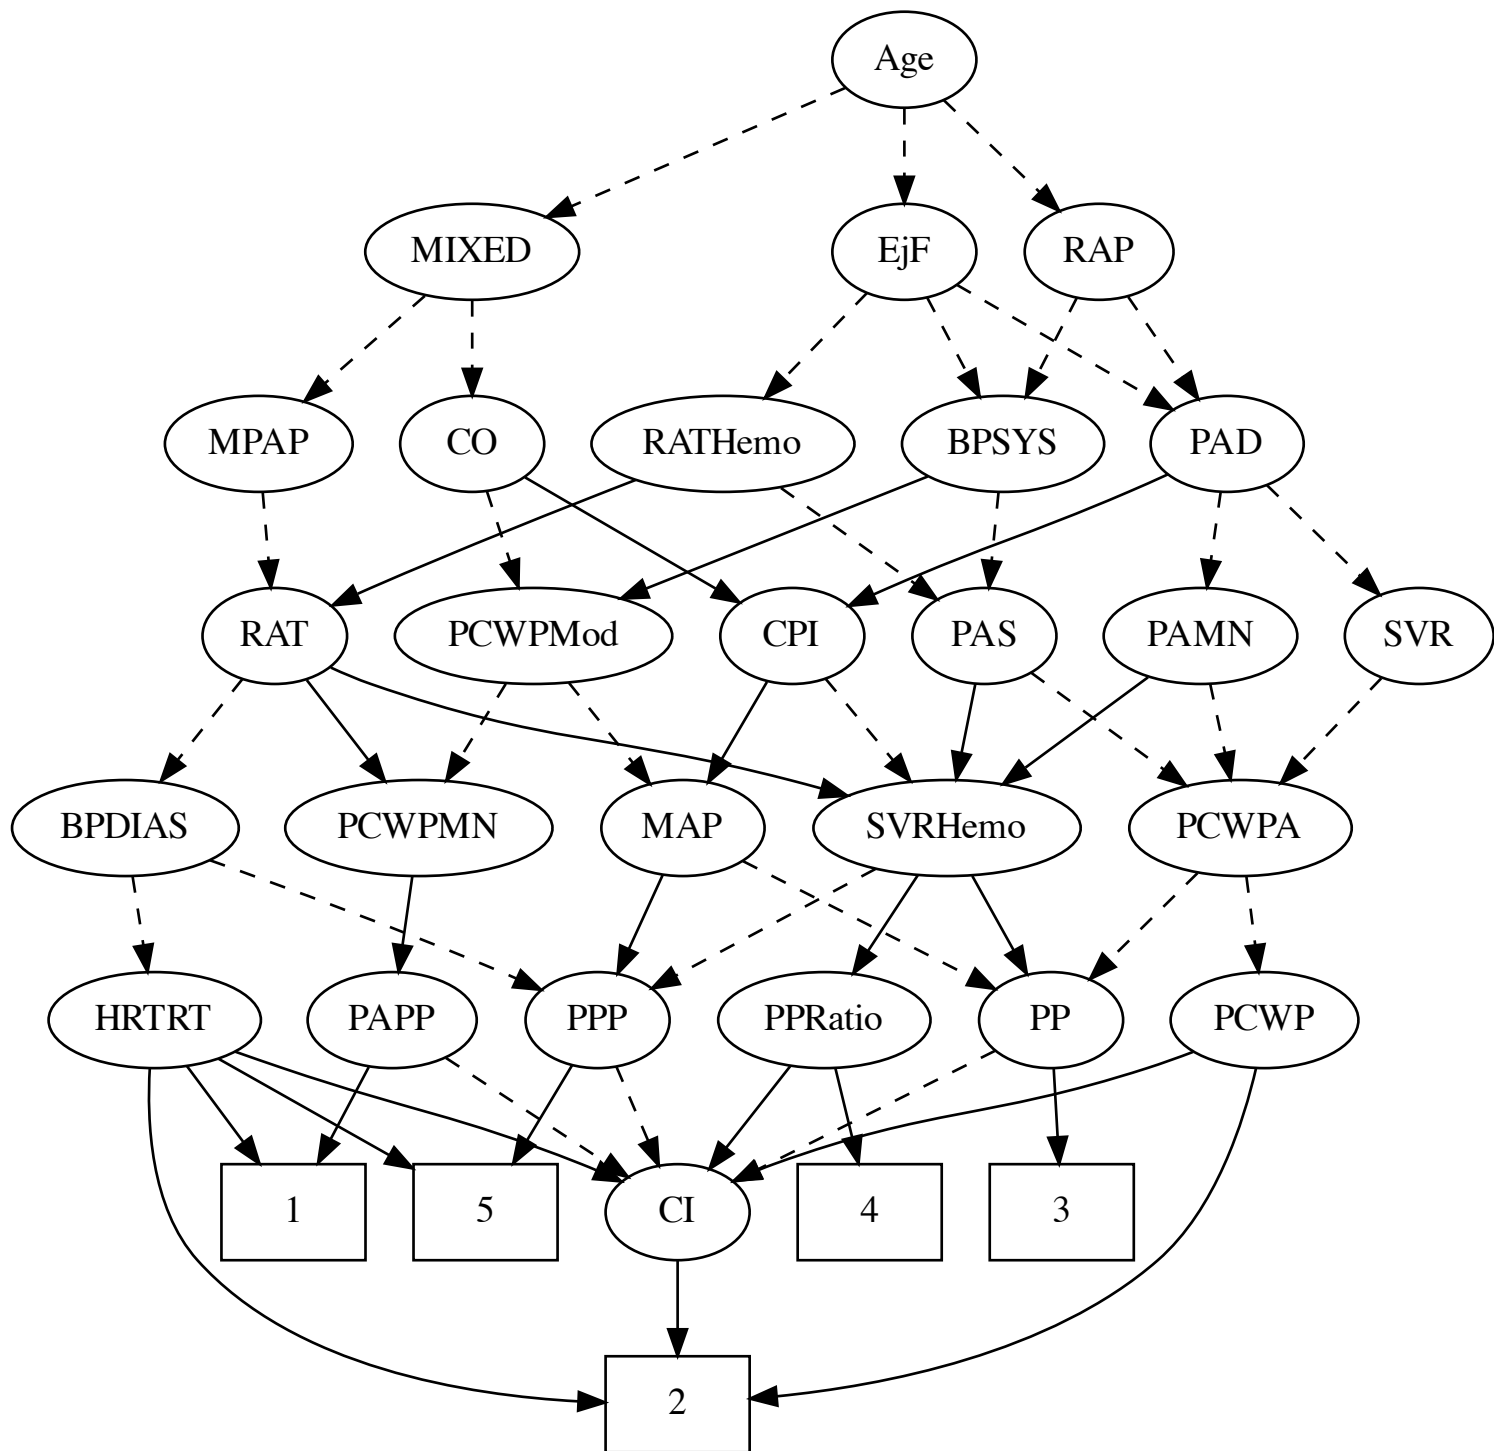 Age
MIXED
EjF
RAP
MPAP
CO
RATHemo
BPSYS
PAD
RAT
PCWPMod
CPI
PAS
PAMN
SVR
BPDIAS
PCWPMN
MAP
SVRHemo
PCWPA
HRTRT
PAPP
PPP
PPRatio
PP
PCWP
1
5
CI
4
3
2